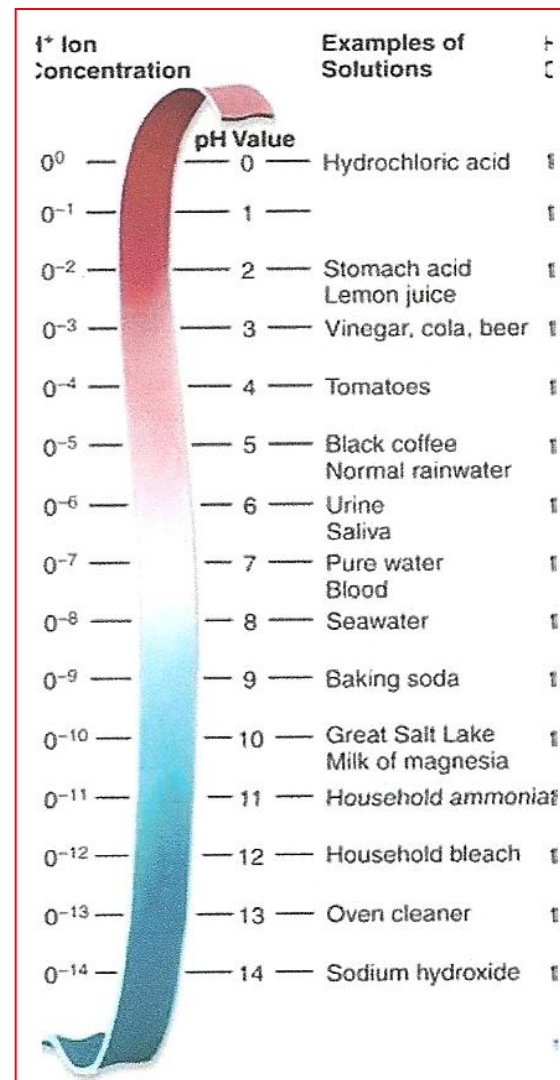 ⁺ Ion Examples of
Concentration Solutions
pH Value
0⁰ 0 Hydrochloric acid
0⁻¹ 1
0⁻² 2 Stomach acid
Lemon juice
0⁻³ 3 Vinegar, cola, beer
0⁻⁴ 4 Tomatoes
0⁻⁵ 5 Black coffee
Normal rainwater
0⁻⁶ 6 Urine
Saliva
0⁻⁷ 7 Pure water
Blood
0⁻⁸ 8 Seawater
0⁻⁹ 9 Baking soda
0⁻¹⁰ 10 Great Salt Lake
Milk of magnesia
0⁻¹¹ 11 Household ammonia
0⁻¹² 12 Household bleach
0⁻¹³ 13 Oven cleaner
0⁻¹⁴ 14 Sodium hydroxide